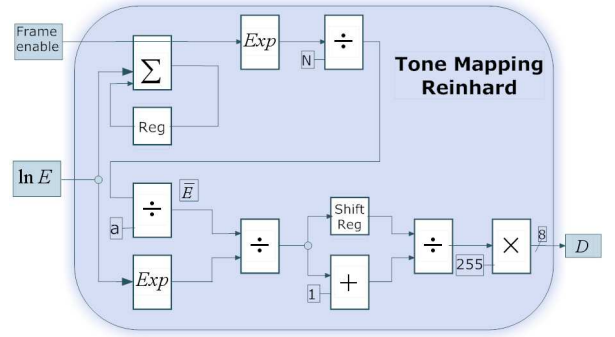 Frame
enable
Exp
÷
N
Σ
Tone Mapping
Reinhard
Reg
ln E
E̅
÷
a
Shift
Reg
÷
÷
8
×
D
255
Exp
+
1